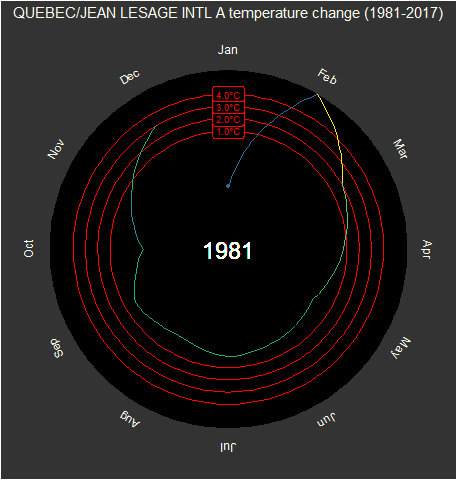 QUEBEC/JEAN LESAGE INTL A temperature change (1981-2017)
Jan
Dec
Feb
4.0°C
3.0°C
2.0°C
1.0°C
Nov
Mar
Oct
1981
Apr
Sep
May
Aug
Jun
Jul